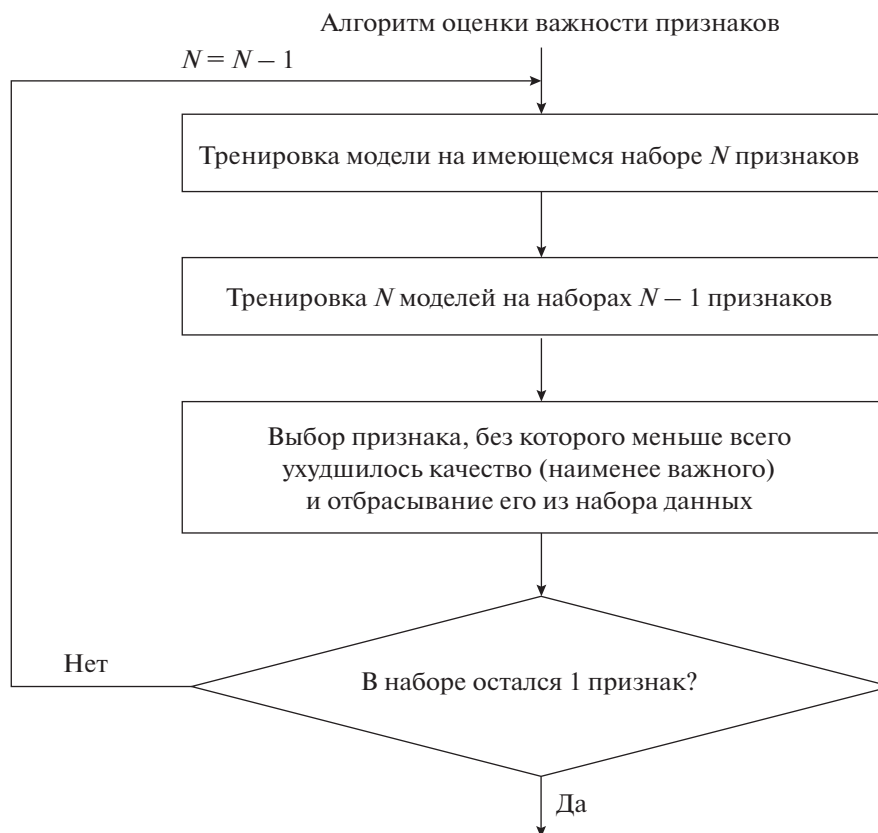 Алгоритм оценки важности признаков
N = N – 1
Тренировка модели на имеющемся наборе N признаков
Тренировка N моделей на наборах N – 1 признаков
Выбор признака, без которого меньше всего
ухудшилось качество (наименее важного)
и отбрасывание его из набора данных
Нет
В наборе остался 1 признак?
Да